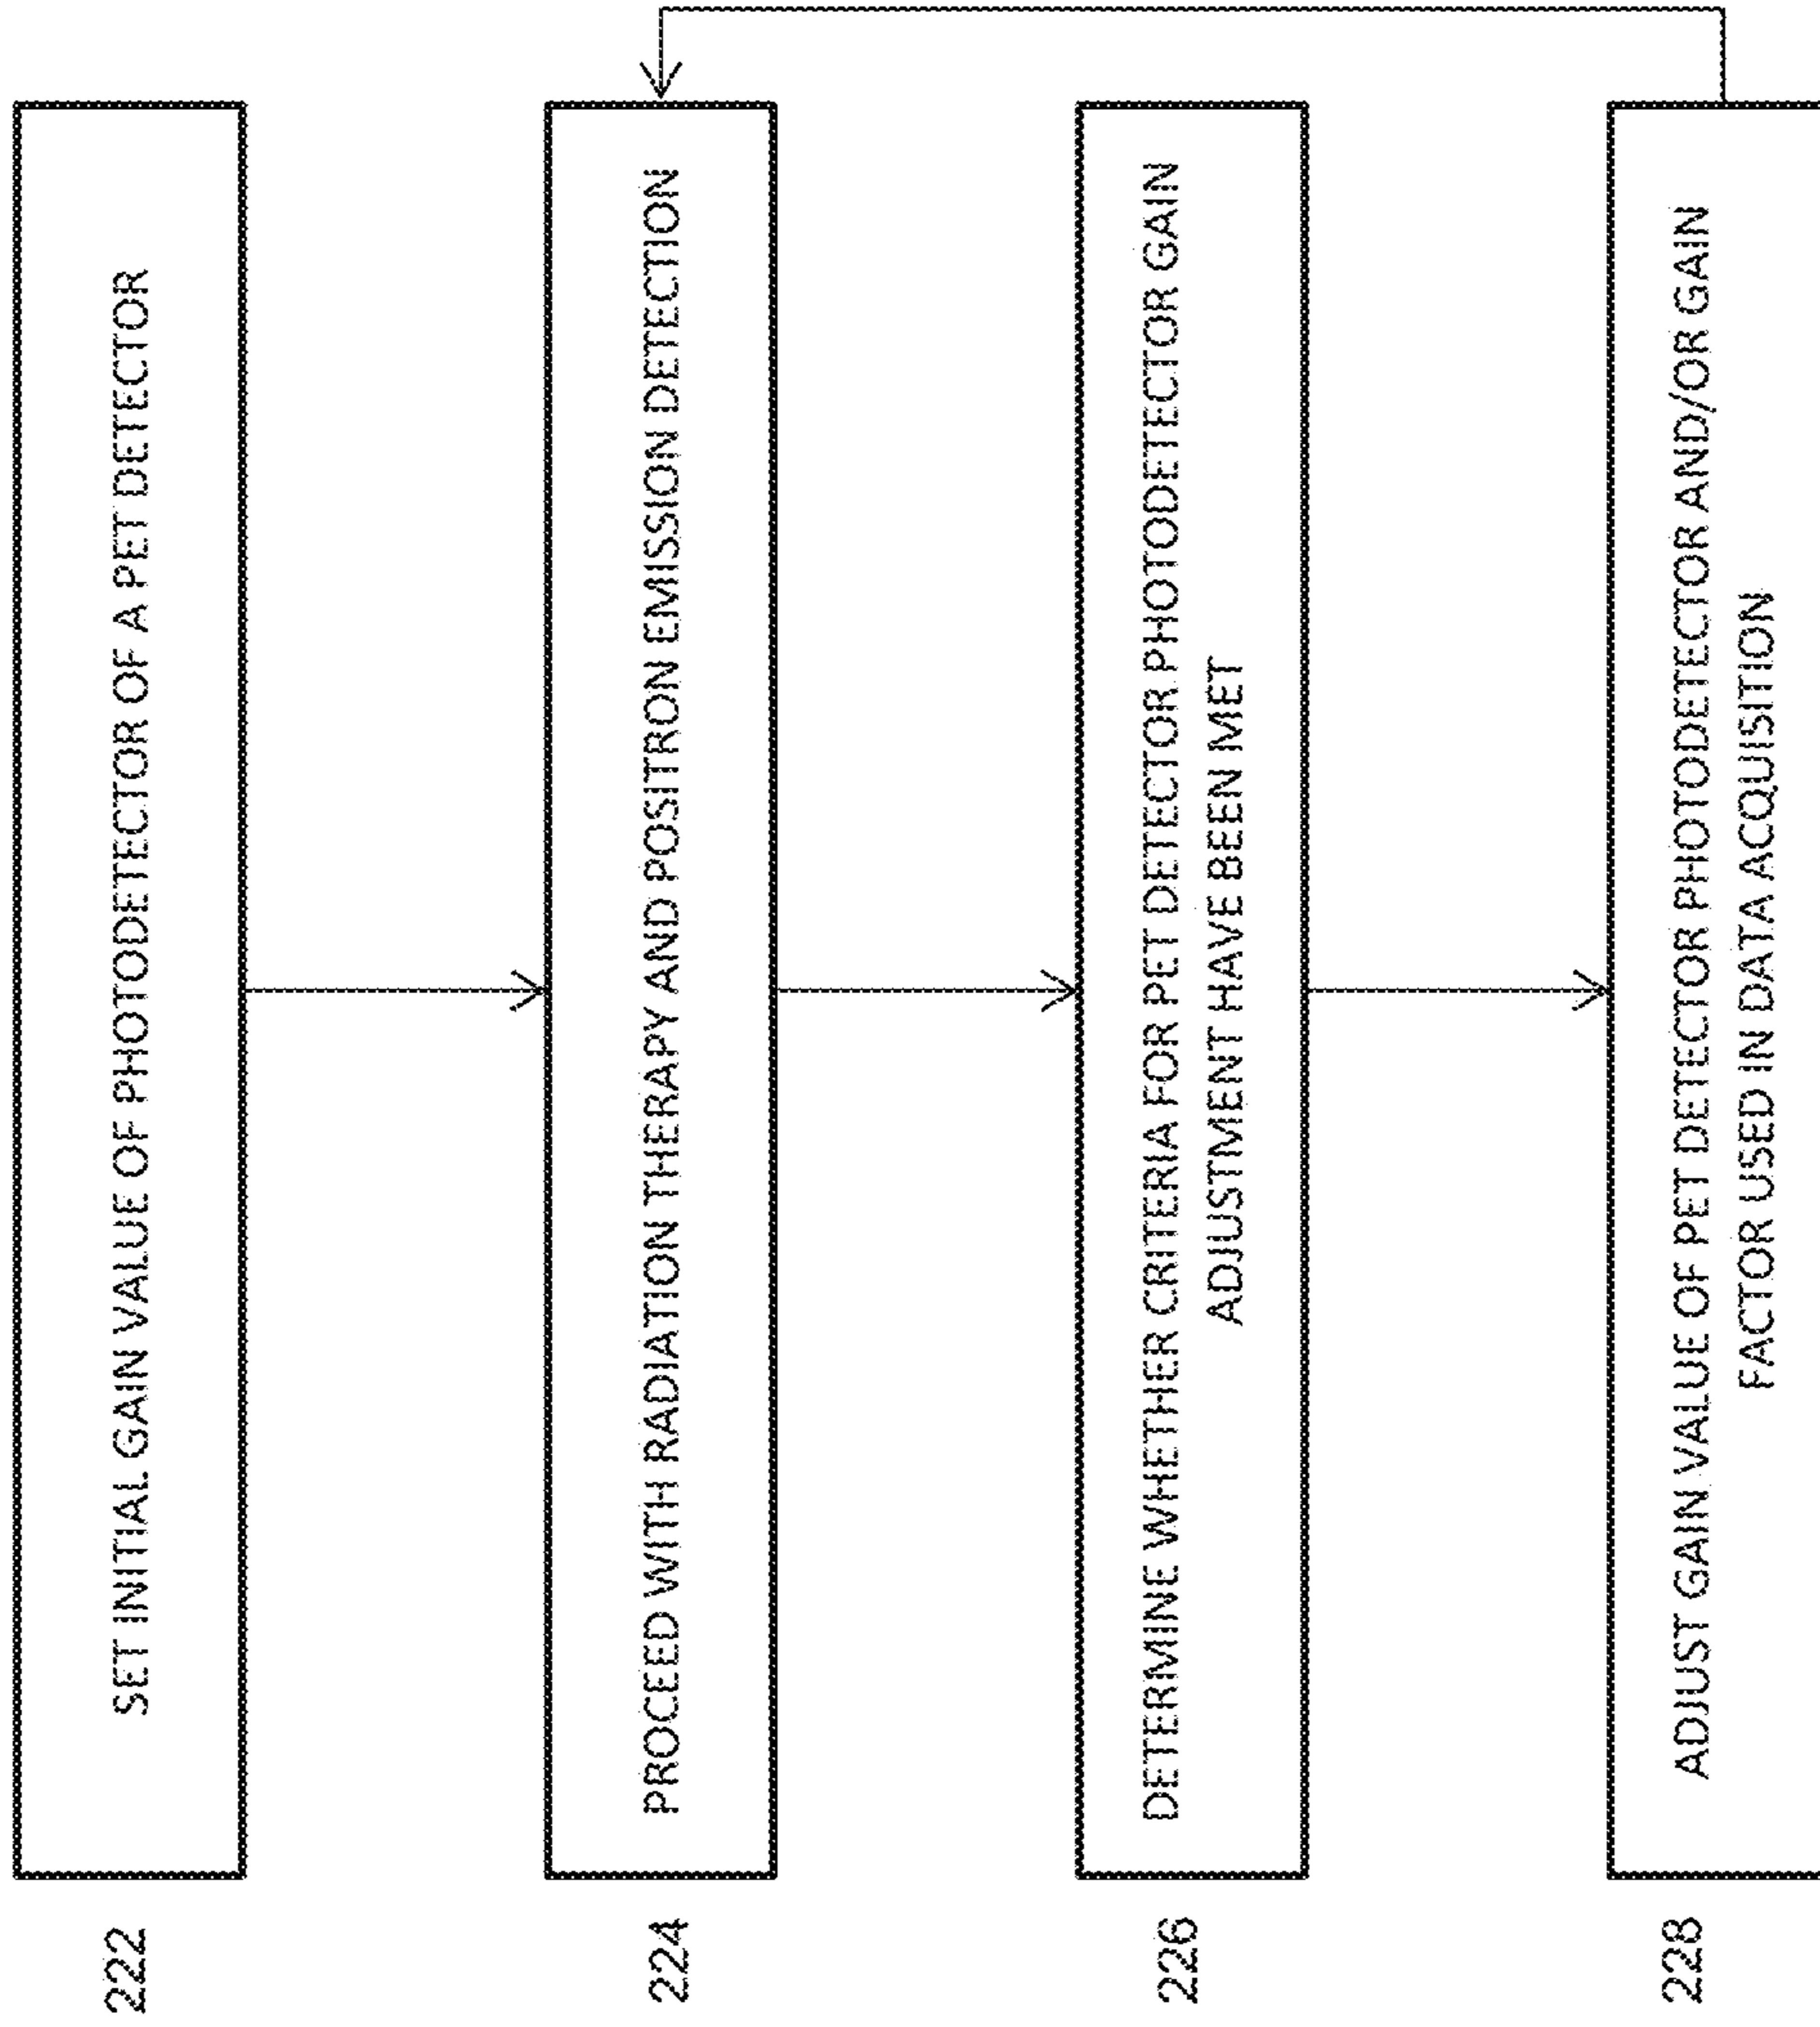 222
SET INITIAL GAIN VALUE OF PHOTODETECTOR OF A PET DETECTOR
224
PROCEED WITH RADIATION THERAPY AND POSITRON EMISSION DETECTION
226
DETERMINE WHETHER CRITERIA FOR PET DETECTOR PHOTODETECTOR GAIN
ADJUSTMENT HAVE BEEN MET
228
ADJUST GAIN VALUE OF PET DETECTOR PHOTODETECTOR AND/OR GAIN
FACTOR USED IN DATA ACQUISITION